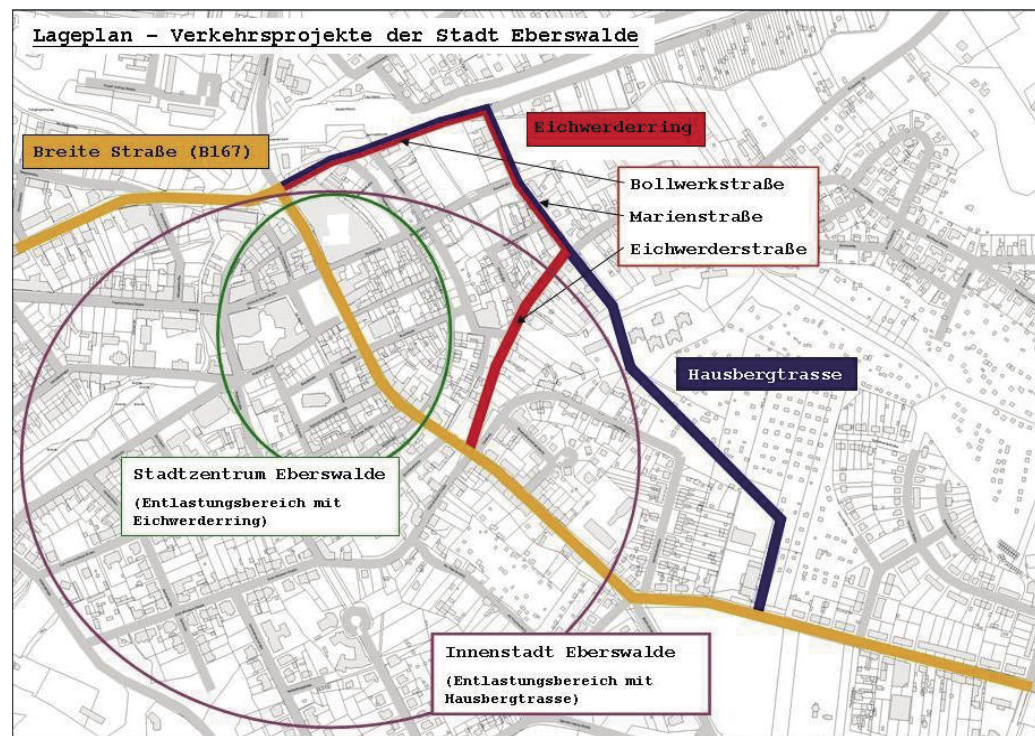 Lageplan – Verkehrsprojekte der Stadt Eberswalde
Eichwerderring
Breite Straße (B167)
Bollwerkstraße
Marienstraße
Eichwerderstraße
Hausbergtrasse
Stadtzentrum Eberswalde
(Entlastungsbereich mit
Eichwerderring)
Innenstadt Eberswalde
(Entlastungsbereich mit
Hausbergtrasse)